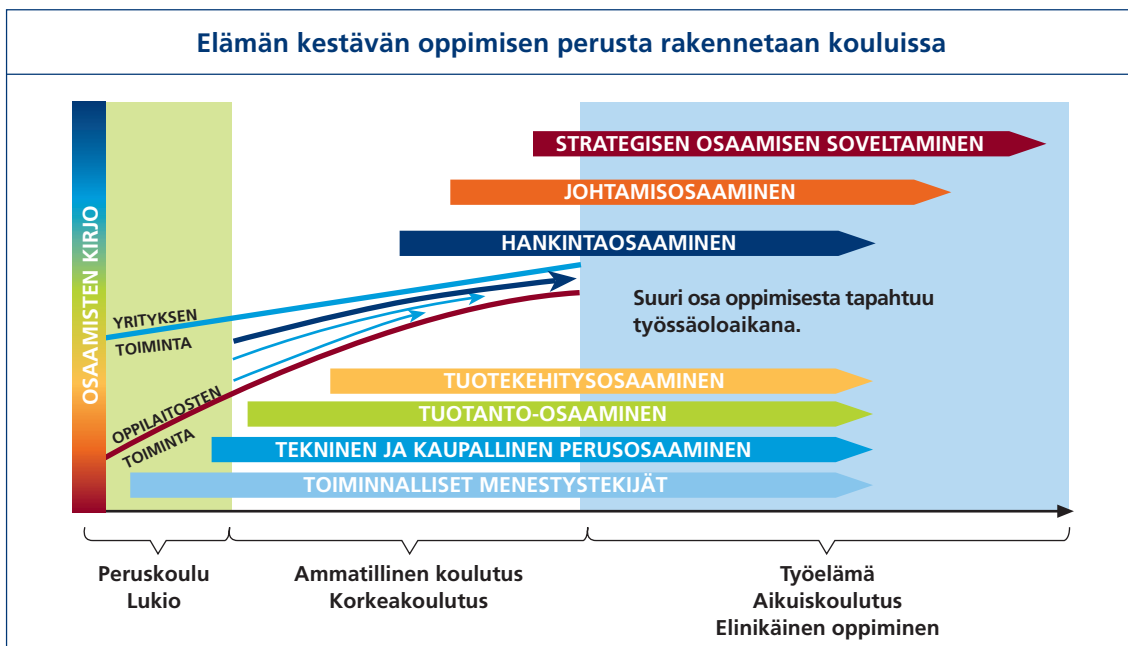 Elämän kestävän oppimisen perusta rakennetaan kouluissa
OSAAMISTEN KIRJO
STRATEGISEN OSAAMISEN SOVELTAMINEN
JOHTAMISOSAAMINEN
HANKINTAOSAAMINEN
YRITYKSEN
TOIMINTA
Suuri osa oppimisesta tapahtuu
työssäoloaikana.
OPPILAITOSTEN
TOIMINTA
TUOTEKEHITYSOSAAMINEN
TUOTANTO-OSAAMINEN
TEKNINEN JA KAUPALLINEN PERUSOSAAMINEN
TOIMINNALLISET MENESTYSTEKIJÄT
Peruskoulu
Lukio
Ammatillinen koulutus
Korkeakoulutus
Työelämä
Aikuiskoulutus
Elinikäinen oppiminen